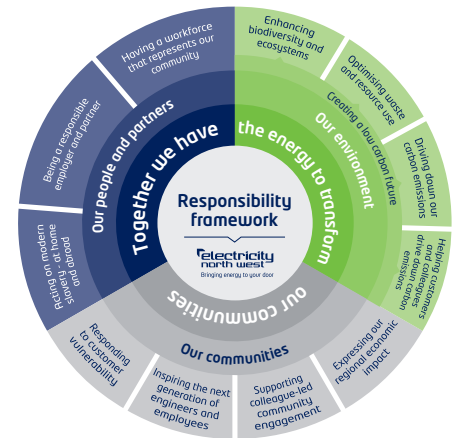 Responsibility
framework
electricity
north west
Bringing energy to your door
Together we have
the energy to transform
our communities
Our people and partners
Acting on modern
slavery - at home
and abroad
Being a responsible
employer and partner
Having a workforce
that represents our
community
Our environment
Creating a low carbon future
Enhancing
biodiversity and
ecosystems
Optimising waste
and resource use
Driving down our
carbon emissions
Helping customers
and colleagues
drive down carbon
emissions
Our communities
Responding
to customer
vulnerability
Inspiring the next
generation of
engineers and
employees
Supporting
colleague-led
community
engagement
Expressing our
regional economic
impact